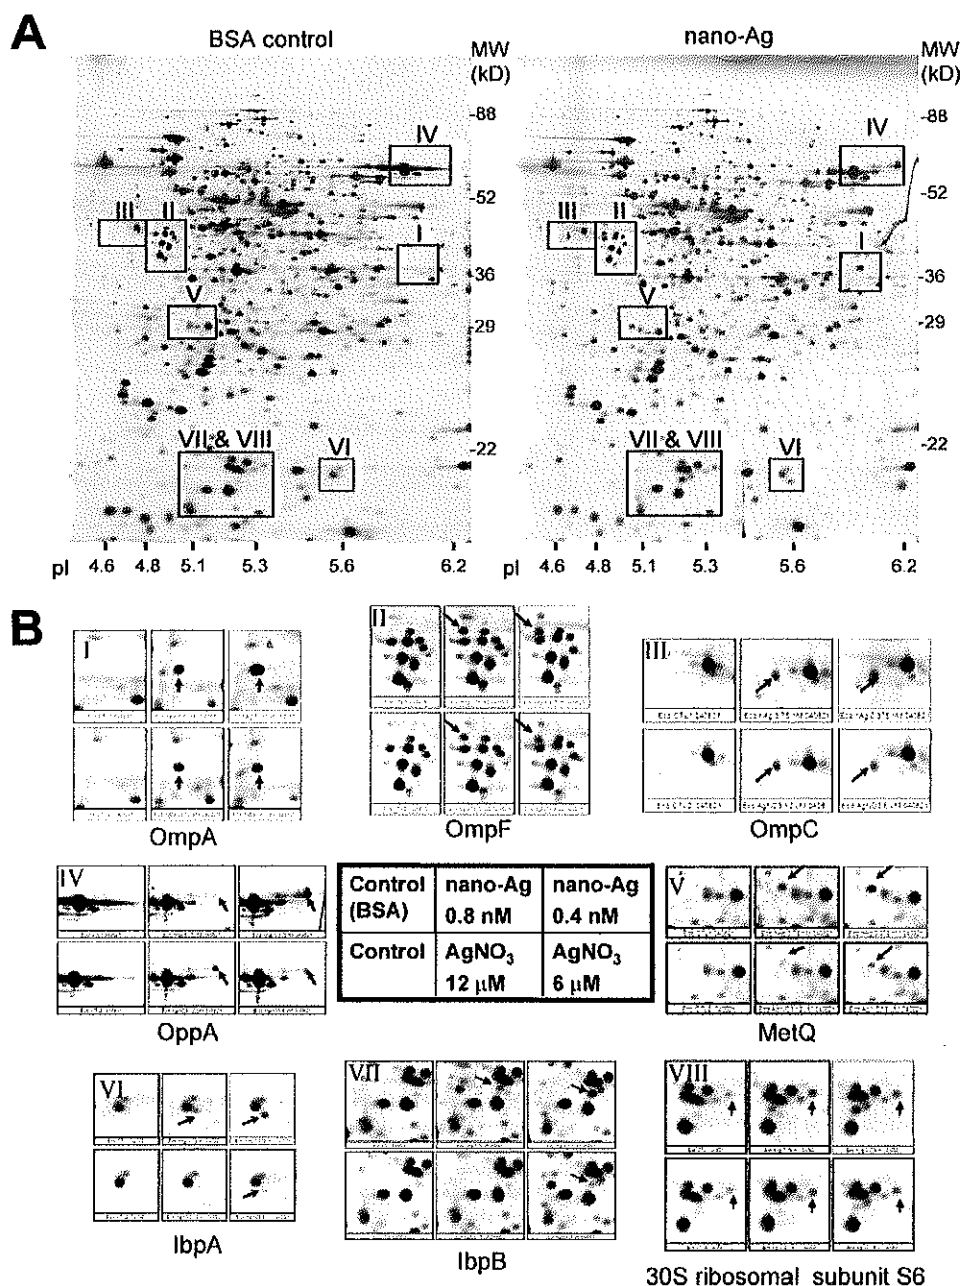 A
BSA control
nano-Ag
MW
(kD)
MW
(kD)
IV
III
II
I
V
VII & VIII
VI
-88
-52
-36
-29
-22
IV
III
II
I
V
VII & VIII
VI
-88
-52
-36
-29
-22
pI 4.6 4.8 5.1 5.3 5.6 6.2
pI 4.6 4.8 5.1 5.3 5.6 6.2
B
I
OmpA
II
OmpF
III
OmpC
IV
OppA
Control (BSA) nano-Ag 0.8 nM nano-Ag 0.4 nM
Control AgNO3 12 µM AgNO3 6 µM
V
MetQ
VI
IbpA
VII
IbpB
VIII
30S ribosomal subunit S6